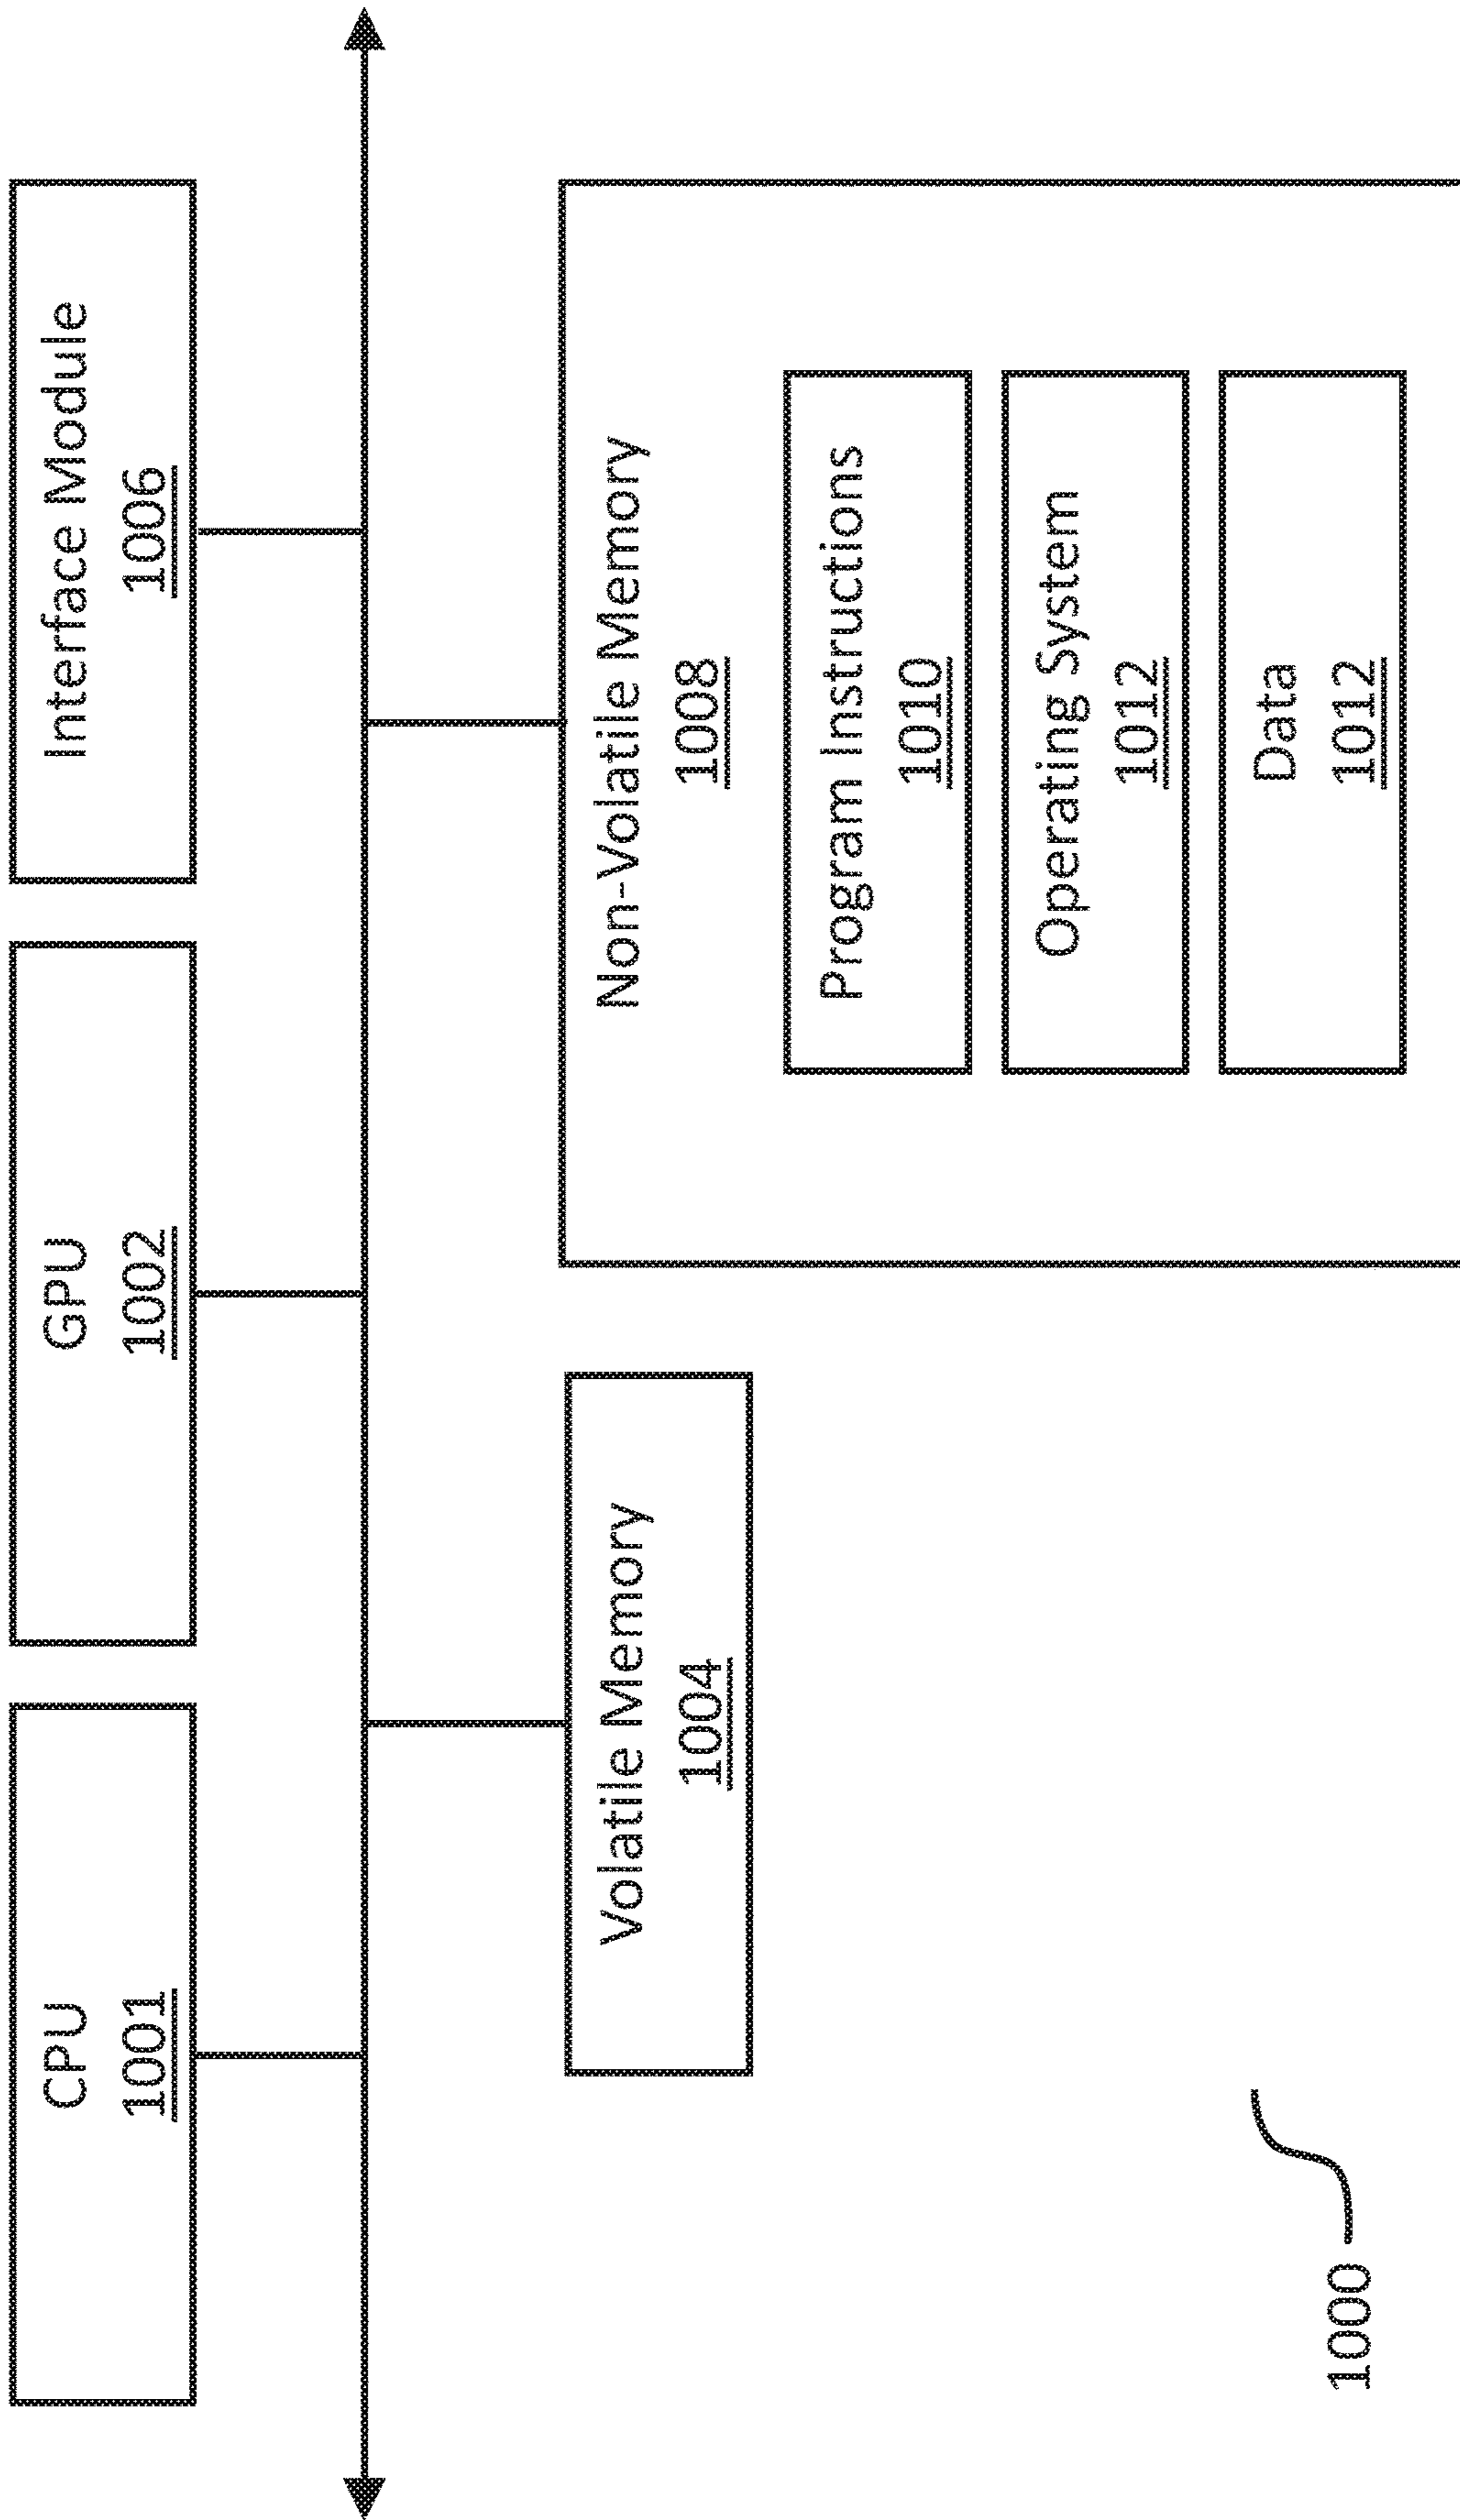 CPU
1001
GPU
1002
Interface Module
1006
Volatile Memory
1004
Non-Volatile Memory
1008
Program Instructions
1010
Operating System
1012
Data
1012
1000